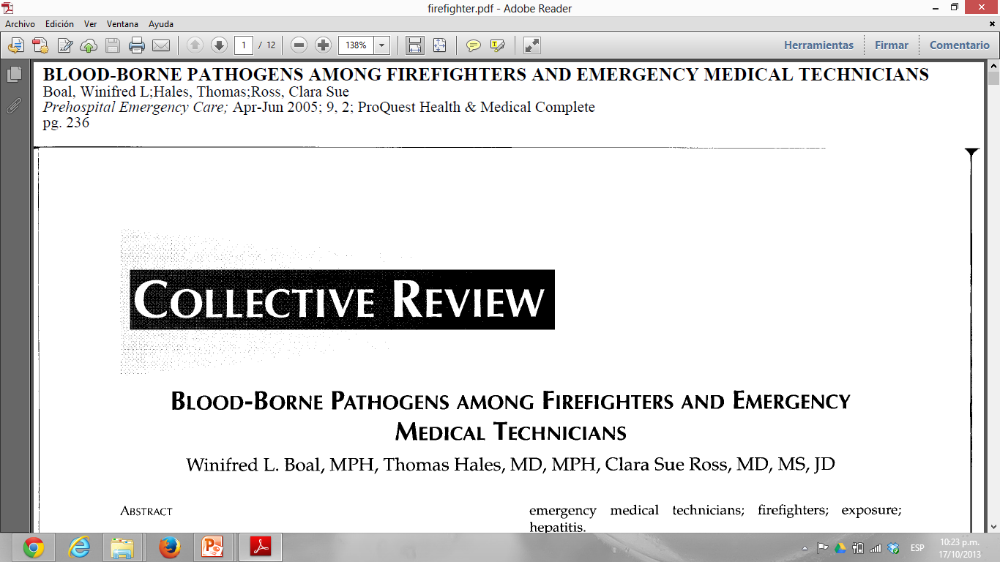 firefighter.pdf - Adobe Reader
Archivo Edición Ver Ventana Ayuda
1 / 12 138% Herramientas Firmar Comentario
BLOOD-BORNE PATHOGENS AMONG FIREFIGHTERS AND EMERGENCY MEDICAL TECHNICIANS
Boal, Winifred L;Hales, Thomas;Ross, Clara Sue
Prehospital Emergency Care; Apr-Jun 2005; 9, 2; ProQuest Health & Medical Complete
pg. 236
COLLECTIVE REVIEW
BLOOD-BORNE PATHOGENS AMONG FIREFIGHTERS AND EMERGENCY
MEDICAL TECHNICIANS
Winifred L. Boal, MPH, Thomas Hales, MD, MPH, Clara Sue Ross, MD, MS, JD
ABSTRACT
emergency medical technicians; firefighters; exposure;
hepatitis.
ESP
10:23 p.m.
17/10/2013